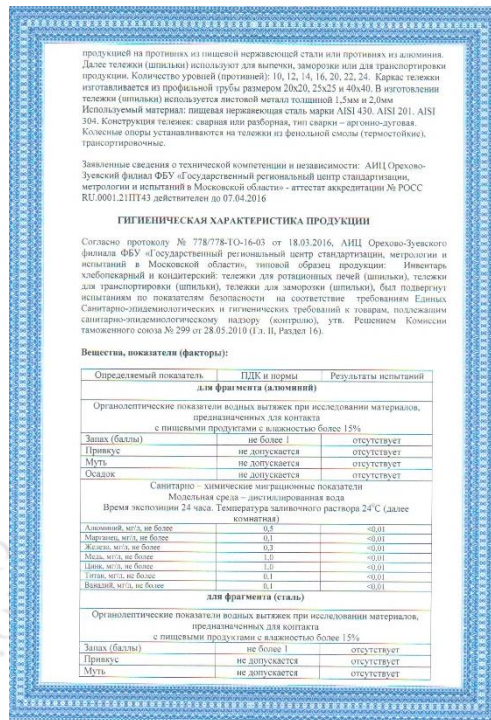 продукцией на противнях из пищевой нержавеющей стали или противнях из алюминия.
Далее тележки (шпильки) используют для выпечки, заморозки или для транспортировки
продукции. Количество уровней (противней): 10, 12, 14, 16, 20, 22, 24. Каркас тележки
изготавливается из профильной трубы размером 20х20, 25х25 и 40х40. В изготовлении
тележки (шпильки) используется листовой металл толщиной 1,5мм и 2,0мм
Используемый материал: пищевая нержавеющая сталь марки AISI 430. AISI 201. AISI
304. Конструкция тележек: сварная или разборная, тип сварки – аргонно-дуговая.
Колесные опоры устанавливаются на тележки из фенольной смолы (термостойкие),
транспортировочные.
Заявленные сведения о технической компетенции и независимости: АИЦ Орехово-
Зуевский филиал ФБУ «Государственный региональный центр стандартизации,
метрологии и испытаний в Московской области» - аттестат аккредитации № РОСС
RU.0001.21ПТ43 действителен до 07.04.2016
ГИГИЕНИЧЕСКАЯ ХАРАКТЕРИСТИКА ПРОДУКЦИИ
Согласно протоколу № 778/778-ТО-16-03 от 18.03.2016, АИЦ Орехово-Зуевского
филиала ФБУ «Государственный региональный центр стандартизации, метрологии и
испытаний в Московской области», типовой образец продукции: Инвентарь
хлебопекарный и кондитерский: тележки для ротационных печей (шпильки), тележки
для транспортировки (шпильки), тележки для заморозки (шпильки), был подвергнут
испытаниям по показателям безопасности на соответствие требованиям Единых
Санитарно-эпидемиологических и гигиенических требований к товарам, подлежащим
санитарно-эпидемиологическому надзору (контролю), утв. Решением Комиссии
таможенного союза № 299 от 28.05.2010 (Гл. II, Раздел 16).
Вещества, показатели (факторы):
Определяемый показатель ПДК и нормы Результаты испытаний
для фрагмента (алюминий)
Органолептические показатели водных вытяжек при исследовании материалов,
предназначенных для контакта
с пищевыми продуктами с влажностью более 15%
Запах (баллы) не более 1 отсутствует
Привкус не допускается отсутствует
Муть не допускается отсутствует
Осадок не допускается отсутствует
Санитарно – химические миграционные показатели
Модельная среда – дистиллированная вода
Время экспозиции 24 часа. Температура заливочного раствора 24°С (далее
комнатная)
Алюминий, мг/л, не более 0,5 <0,01
Марганец, мг/л, не более 0,1 <0,01
Железо, мг/л, не более 0,3 <0,01
Медь, мг/л, не более 1,0 <0,01
Цинк, мг/л, не более 1,0 <0,01
Титан, мг/л, не более 0,1 <0,01
Ванадий, мг/л, не более 0,1 <0,01
для фрагмента (сталь)
Органолептические показатели водных вытяжек при исследовании материалов,
предназначенных для контакта
с пищевыми продуктами с влажностью более 15%
Запах (баллы) не более 1 отсутствует
Привкус не допускается отсутствует
Муть не допускается отсутствует